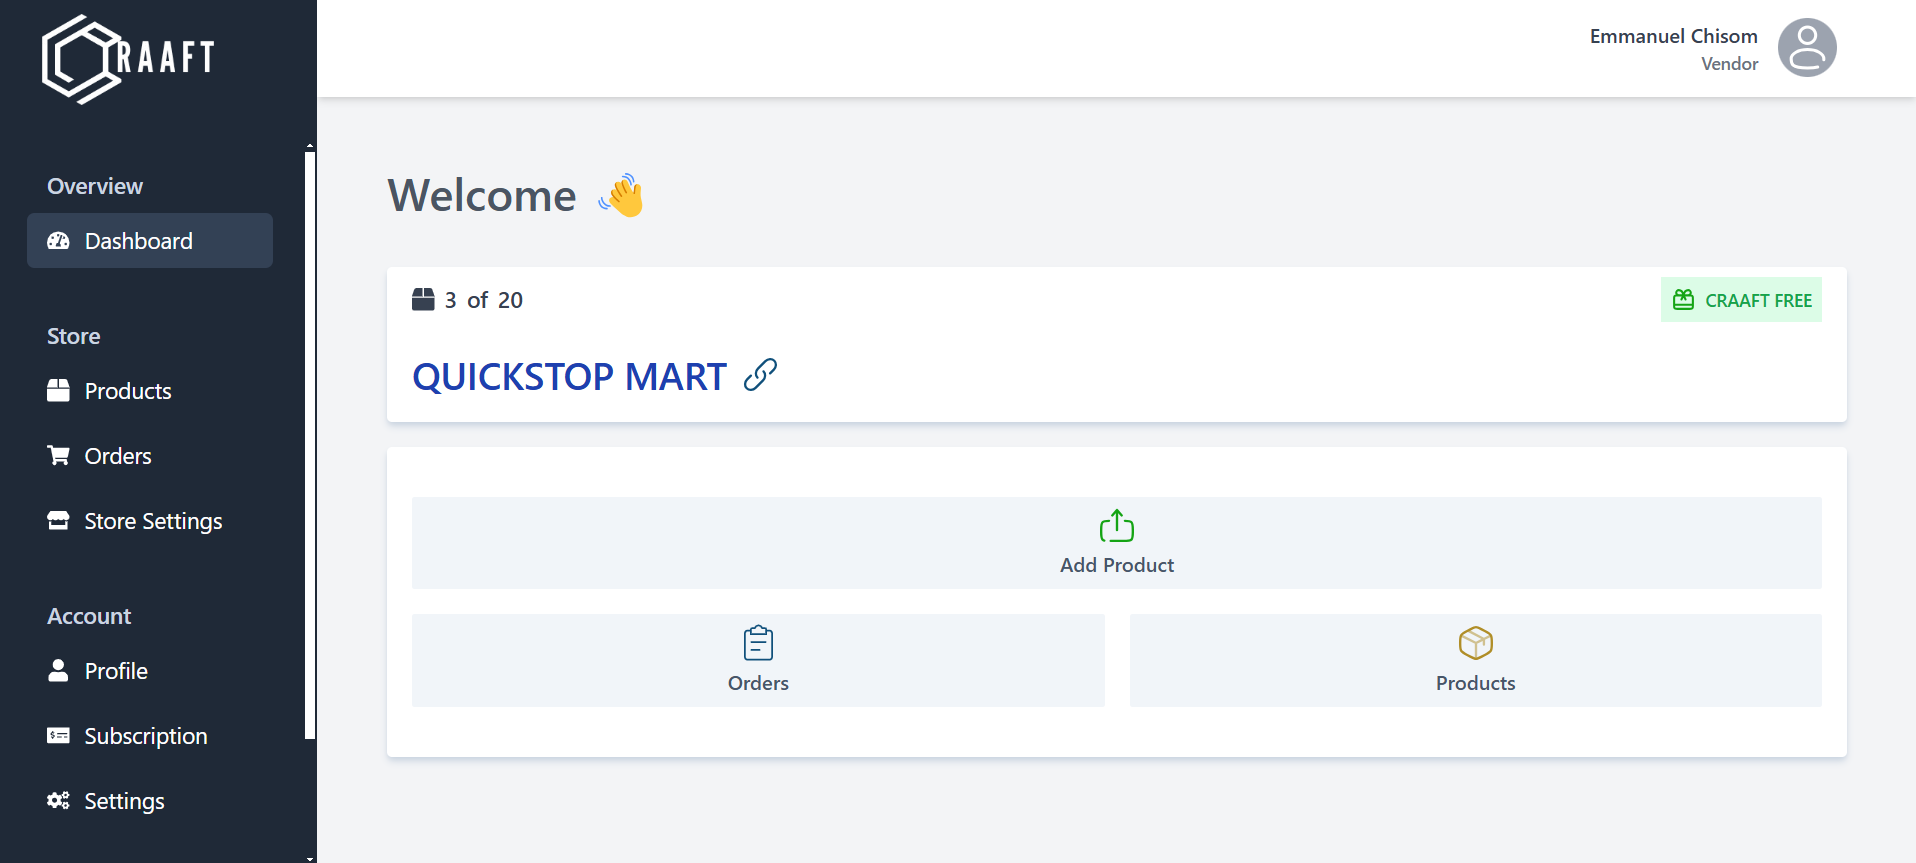 CRAAFT
Overview
Dashboard
Store
Products
Orders
Store Settings
Account
Profile
Subscription
Settings
Emmanuel Chisom
Vendor
Welcome 👋
3 of 20
CRAAFT FREE
QUICKSTOP MART
Add Product
Orders
Products